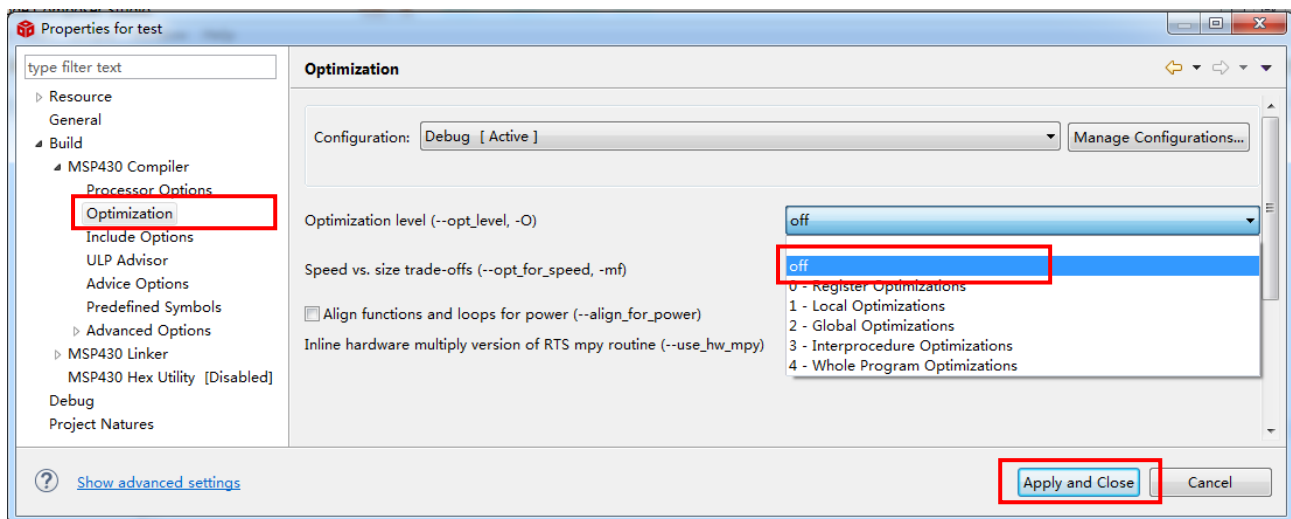 Properties for test
type filter text
Resource
General
Build
MSP430 Compiler
Processor Options
Optimization
Include Options
ULP Advisor
Advice Options
Predefined Symbols
Advanced Options
MSP430 Linker
MSP430 Hex Utility [Disabled]
Debug
Project Natures
Optimization
Configuration: Debug [ Active ] Manage Configurations...
Optimization level (--opt_level, -O) off
Speed vs. size trade-offs (--opt_for_speed, -mf)
Align functions and loops for power (--align_for_power)
Inline hardware multiply version of RTS mpy routine (--use_hw_mpy)
off
0 - Register Optimizations
1 - Local Optimizations
2 - Global Optimizations
3 - Interprocedure Optimizations
4 - Whole Program Optimizations
Show advanced settings Apply and Close Cancel